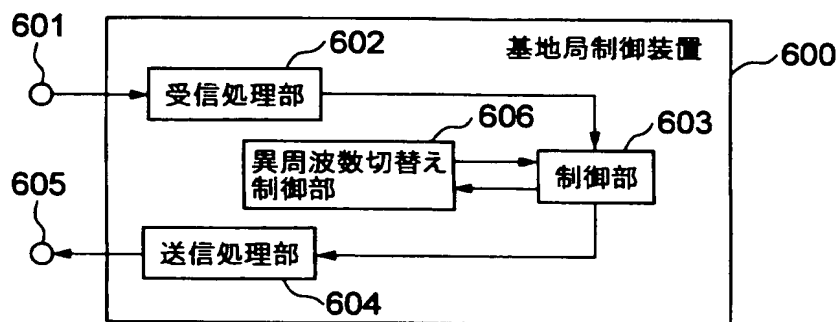 601
602
基地局制御装置
600
受信処理部
606
603
異周波数切替え
制御部
制御部
605
送信処理部
604